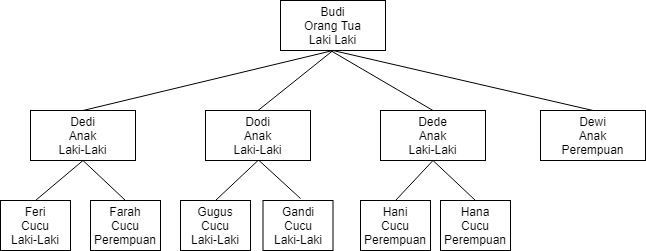 Budi
Orang Tua
Laki Laki
Dedi
Anak
Laki-Laki
Dodi
Anak
Laki-Laki
Dede
Anak
Laki-Laki
Dewi
Anak
Perempuan
Feri
Cucu
Laki-Laki
Farah
Cucu
Perempuan
Gugus
Cucu
Laki-Laki
Gandi
Cucu
Laki-Laki
Hani
Cucu
Perempuan
Hana
Cucu
Perempuan